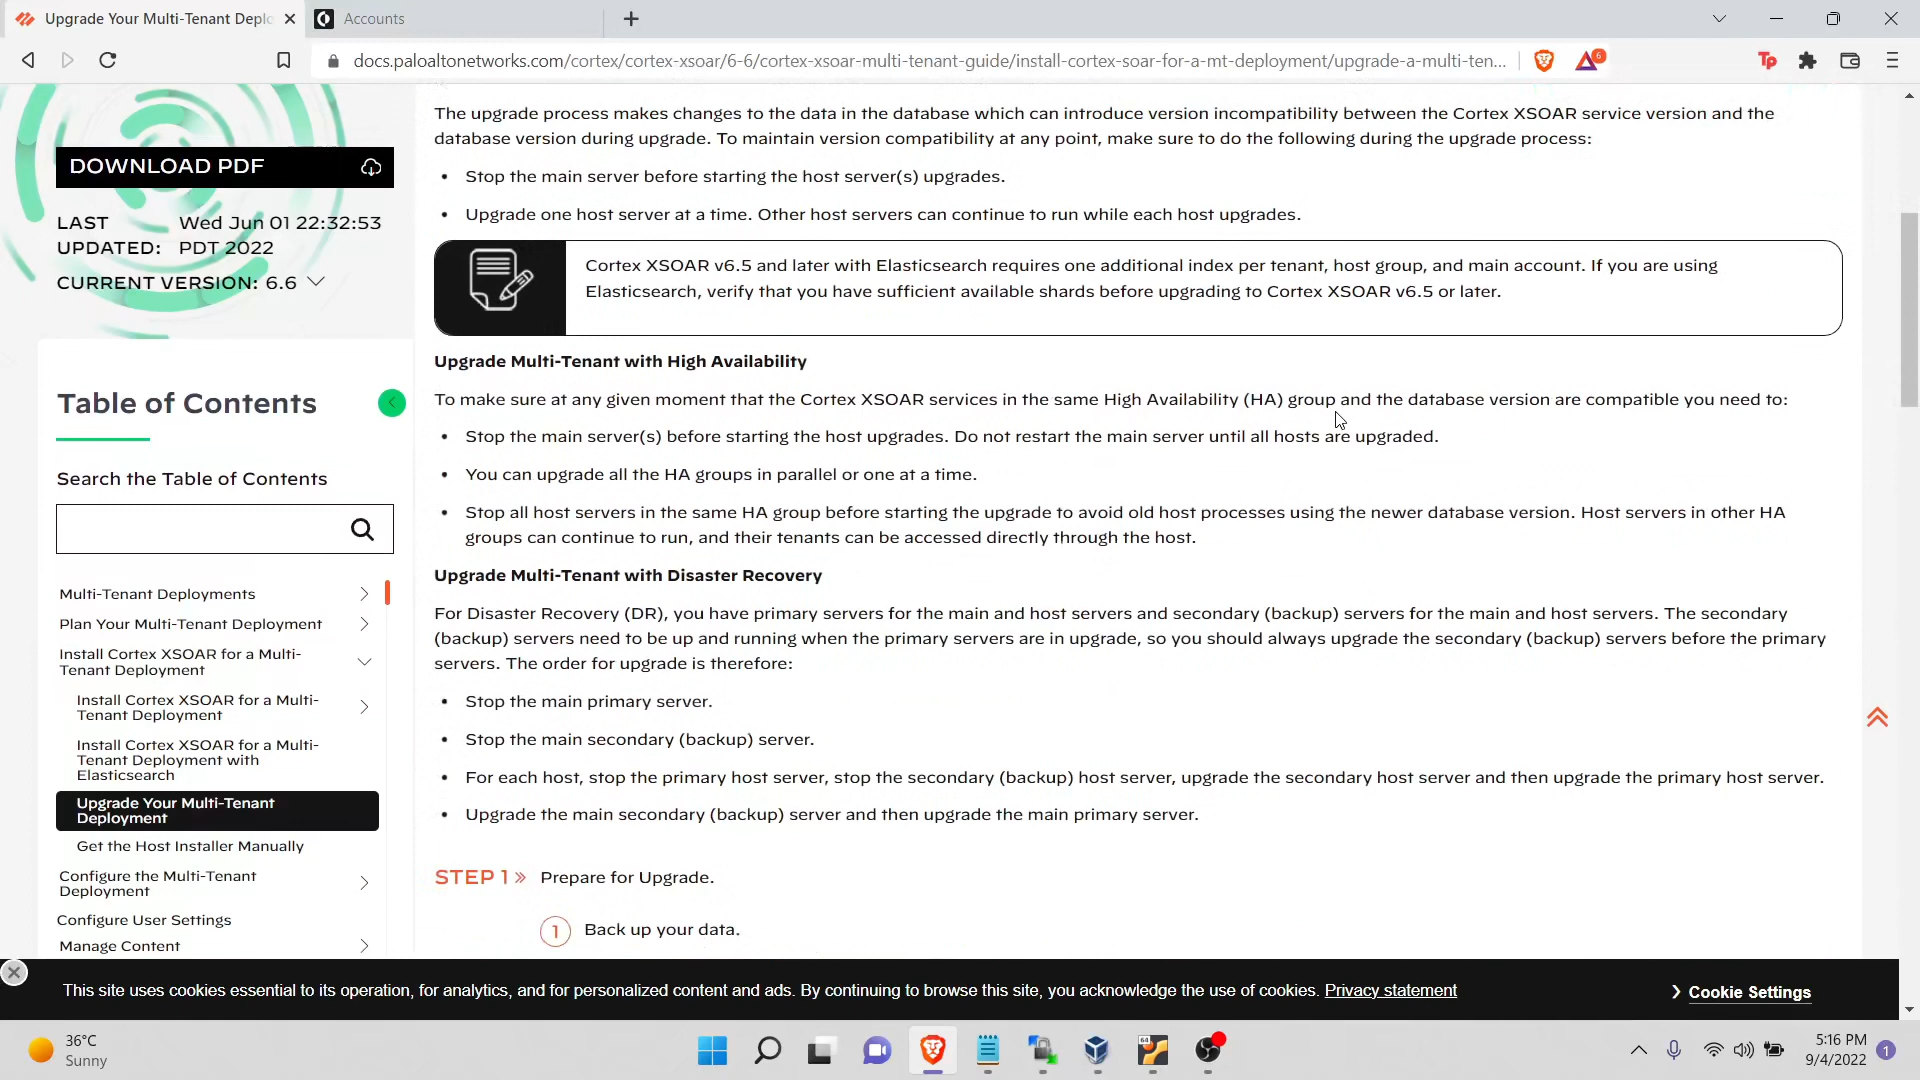 Upgrade Your Multi-Tenant Deplo
Accounts
docs.paloaltonetworks.com/cortex/cortex-xsoar/6-6/cortex-xsoar-multi-tenant-guide/install-cortex-soar-for-a-mt-deployment/upgrade-a-multi-ten...
6
Tp
DOWNLOAD PDF
LAST UPDATED: Wed Jun 01 22:32:53 PDT 2022
CURRENT VERSION: 6.6
Table of Contents
Search the Table of Contents
Multi-Tenant Deployments
Plan Your Multi-Tenant Deployment
Install Cortex XSOAR for a Multi-
Tenant Deployment
Install Cortex XSOAR for a Multi-
Tenant Deployment
Install Cortex XSOAR for a Multi-
Tenant Deployment with
Elasticsearch
Upgrade Your Multi-Tenant
Deployment
Get the Host Installer Manually
Configure the Multi-Tenant
Deployment
Configure User Settings
Manage Content
The upgrade process makes changes to the data in the database which can introduce version incompatibility between the Cortex XSOAR service version and the
database version during upgrade. To maintain version compatibility at any point, make sure to do the following during the upgrade process:
• Stop the main server before starting the host server(s) upgrades.
• Upgrade one host server at a time. Other host servers can continue to run while each host upgrades.
Cortex XSOAR v6.5 and later with Elasticsearch requires one additional index per tenant, host group, and main account. If you are using
Elasticsearch, verify that you have sufficient available shards before upgrading to Cortex XSOAR v6.5 or later.
Upgrade Multi-Tenant with High Availability
To make sure at any given moment that the Cortex XSOAR services in the same High Availability (HA) group and the database version are compatible you need to:
• Stop the main server(s) before starting the host upgrades. Do not restart the main server until all hosts are upgraded.
• You can upgrade all the HA groups in parallel or one at a time.
• Stop all host servers in the same HA group before starting the upgrade to avoid old host processes using the newer database version. Host servers in other HA
groups can continue to run, and their tenants can be accessed directly through the host.
Upgrade Multi-Tenant with Disaster Recovery
For Disaster Recovery (DR), you have primary servers for the main and host servers and secondary (backup) servers for the main and host servers. The secondary
(backup) servers need to be up and running when the primary servers are in upgrade, so you should always upgrade the secondary (backup) servers before the primary
servers. The order for upgrade is therefore:
• Stop the main primary server.
• Stop the main secondary (backup) server.
• For each host, stop the primary host server, stop the secondary (backup) host server, upgrade the secondary host server and then upgrade the primary host server.
• Upgrade the main secondary (backup) server and then upgrade the main primary server.
STEP 1 » Prepare for Upgrade.
1 Back up your data.
This site uses cookies essential to its operation, for analytics, and for personalized content and ads. By continuing to browse this site, you acknowledge the use of cookies. Privacy statement
Cookie Settings
36°C
Sunny
64
5:16 PM
9/4/2022
1